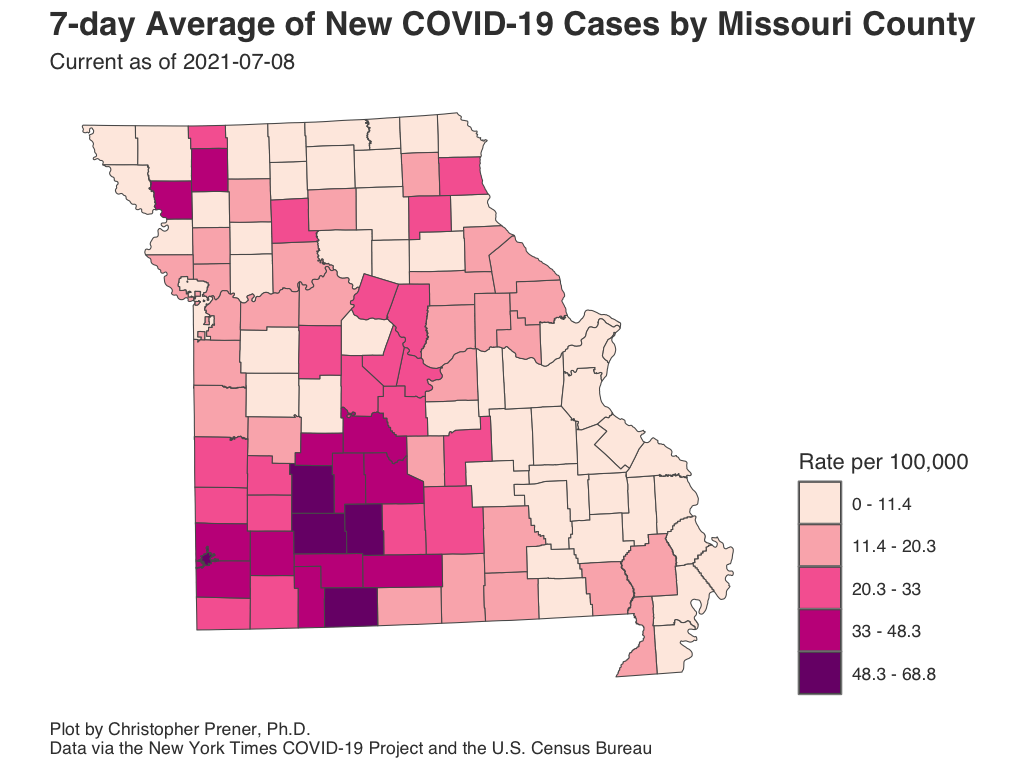 7-day Average of New COVID-19 Cases by Missouri County
Current as of 2021-07-08
Rate per 100,000
0 - 11.4
11.4 - 20.3
20.3 - 33
33 - 48.3
48.3 - 68.8
Plot by Christopher Prener, Ph.D.
Data via the New York Times COVID-19 Project and the U.S. Census Bureau